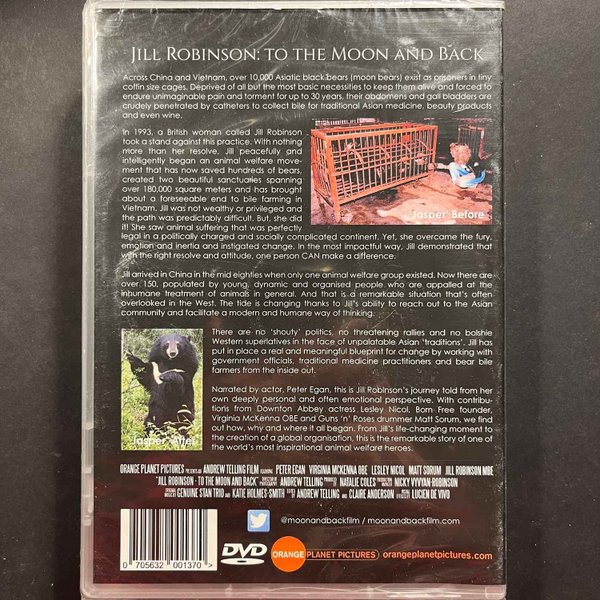 JILL ROBINSON: TO THE MOON AND BACK
Across China and Vietnam, over 10,000 Asiatic black bears (moon bears) exist as prisoners in tiny
coffin size cages. Deprived of all but the most basic necessities to keep them alive and forced to
endure unimaginable pain and torment for up to 30 years, their abdomens and gall bladders are
crudely penetrated by catheters to collect bile for traditional Asian medicine, beauty products
and even wine.
In 1993, a British woman called Jill Robinson
took a stand against this practice. With nothing
more than her resolve, Jill peacefully and
intelligently began an animal welfare move-
ment that has now saved hundreds of bears,
created two beautiful sanctuaries spanning
over 180,000 square meters and has brought
about a foreseeable end to bile farming in
Vietnam. Jill was not wealthy or privileged and
the path was predictably difficult. But, she did
it! She saw animal suffering that was perfectly
legal in a politically charged and socially complicated continent. Yet, she overcame the fury,
emotion and inertia and instigated change. In the most impactful way, Jill demonstrated that
with the right resolve and attitude, one person CAN make a difference.
'Jasper' Before
Jill arrived in China in the mid eighties when only one animal welfare group existed. Now there are
over 150, populated by young, dynamic and organised people who are appalled at the
inhumane treatment of animals in general. And that is a remarkable situation that's often
overlooked in the West. The tide is changing thanks to Jill's ability to reach out to the Asian
community and facilitate a modern and humane way of thinking.
There are no 'shouty' politics, no threatening rallies and no bolshie
Western superlatives in the face of unpalatable Asian 'traditions'. Jill
has put in place a real and meaningful blueprint for change by working with
government officials, traditional medicine practitioners and bear bile
farmers from the inside out.
'Jasper' After
Narrated by actor, Peter Egan, this is Jill Robinson's journey told from her
own deeply personal and often emotional perspective. With contribu-
tions from Downton Abbey actress Lesley Nicol, Born Free founder,
Virginia McKenna OBE and Guns 'n' Roses drummer Matt Sorum, we find
out how, why and where it all began. From Jill's life-changing moment to
the creation of a global organisation, this is the remarkable story of one of
the world's most inspirational animal welfare heroes.
ORANGE PLANET PICTURES PRESENTS AN ANDREW TELLING FILM FEATURING PETER EGAN VIRGINIA MCKENNA OBE LESLEY NICOL MATT SORUM JILL ROBINSON MBE
"JILL ROBINSON - TO THE MOON AND BACK" ANDREW TELLING PRODUCED BY NATALIE COLES NICKY VYVYAN-ROBINSON
GENUINE STAN TRIO AND KATIE HOLMES-SMITH EDITED BY ANDREW TELLING AND CLAIRE ANDERSON LUCIEN DE VIVO
@moonandbackfilm / moonandbackfilm.com
0 705632 001370 >
DVD
ORANGE PLANET PICTURES
orangeplanetpictures.com